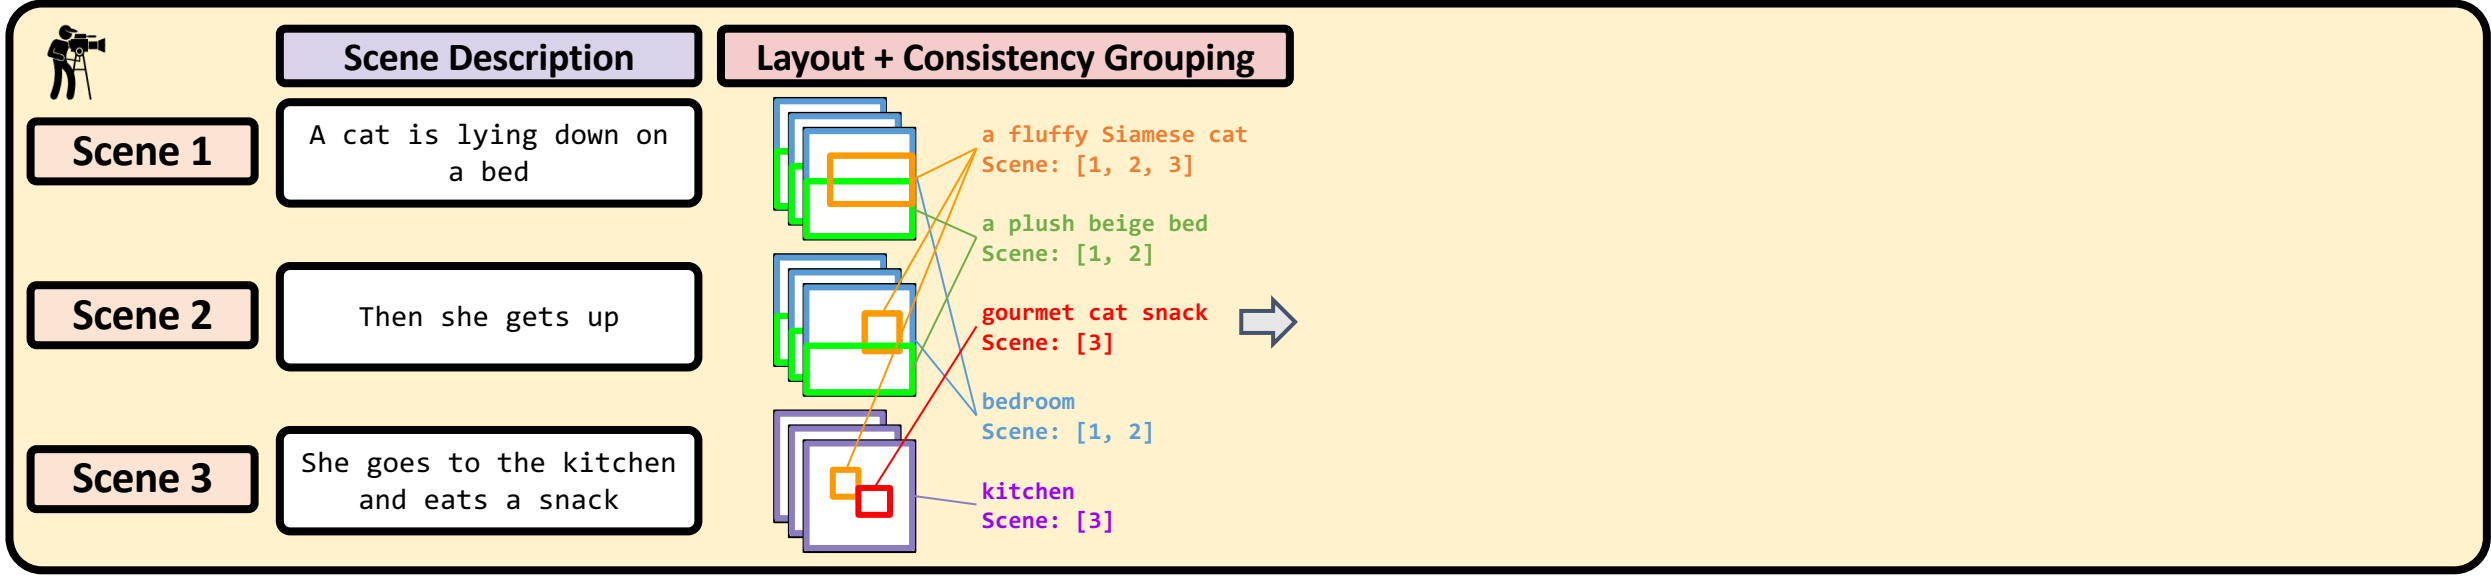 Scene Description
Layout + Consistency Grouping
Scene 1
A cat is lying down on
a bed
a fluffy Siamese cat
Scene: [1, 2, 3]
a plush beige bed
Scene: [1, 2]
Scene 2
Then she gets up
gourmet cat snack
Scene: [3]
bedroom
Scene: [1, 2]
Scene 3
She goes to the kitchen
and eats a snack
kitchen
Scene: [3]